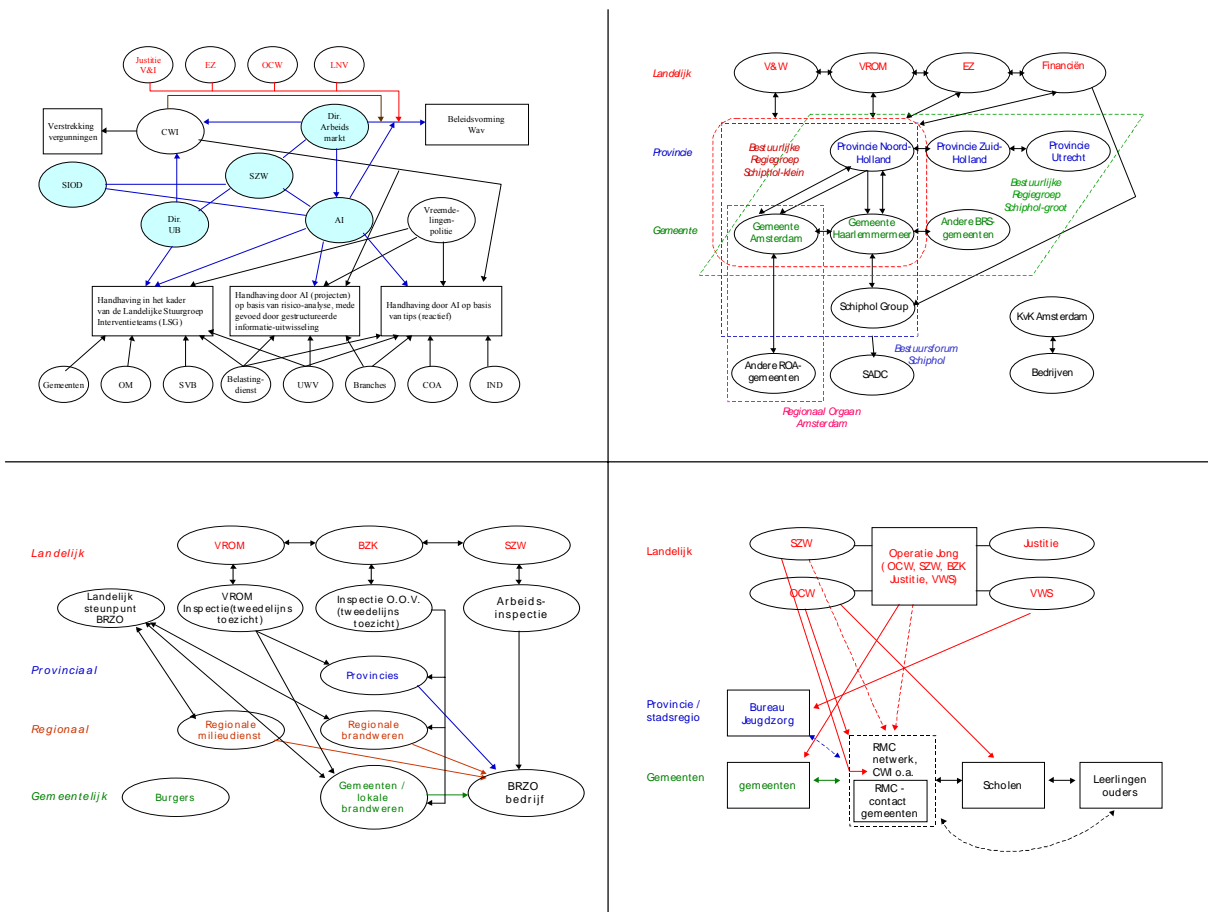 Justitie
V&I
EZ
OCW
LNV
Verstrekking
vergunningen
CWI
Dir.
Arbeids
markt
Beleidsvorming
Wav
SIOD
SZW
Dir.
UB
AI
Vreemde-
lingen-
politie
Handhaving in het kader
van de Landelijke Stuurgroep
Interventieteams (LSG)
Handhaving door AI (projecten)
op basis van risico-analyse, mede
gevoed door gestructureerde
informatie-uitwisseling
Handhaving door AI op basis
van tips (reactief)
Gemeenten
OM
SVB
Belasting-
dienst
UWV
Branches
COA
IND
Landelijk
V&W
VROM
EZ
Financiën
Provincie
Bestuurlijke
Regiegroep
Schiphol-klein
Provincie Noord-
Holland
Provincie Zuid-
Holland
Provincie
Utrecht
Bestuurlijke
Regiegroep
Schiphol-groot
Gemeente
Gemeente
Amsterdam
Gemeente
Haarlemmermeer
Andere BRS-
gemeenten
Schiphol Group
KvK Amsterdam
Bestuursforum
Schiphol
Andere ROA-
gemeenten
SADC
Bedrijven
Regionaal Orgaan
Amsterdam
Landelijk
VROM
BZK
SZW
Landelijk
steunpunt
BRZO
VROM
Inspectie(tweedelijns
toezicht)
Inspectie O.O.V.
(tweedelijns
toezicht)
Arbeids-
inspectie
Provinciaal
Provincies
Regionaal
Regionale
milieudienst
Regionale
brandweren
Gemeentelijk
Burgers
Gemeenten /
lokale
brandweren
BRZO
bedrijf
Landelijk
SZW
Operatie Jong
( OCW, SZW, BZK
Justitie, VWS)
Justitie
OCW
VWS
Provincie /
stadsregio
Bureau
Jeugdzorg
Gemeenten
gemeenten
RMC
netwerk,
CWI o.a.
RMC -
contact
gemeenten
Scholen
Leerlingen
ouders